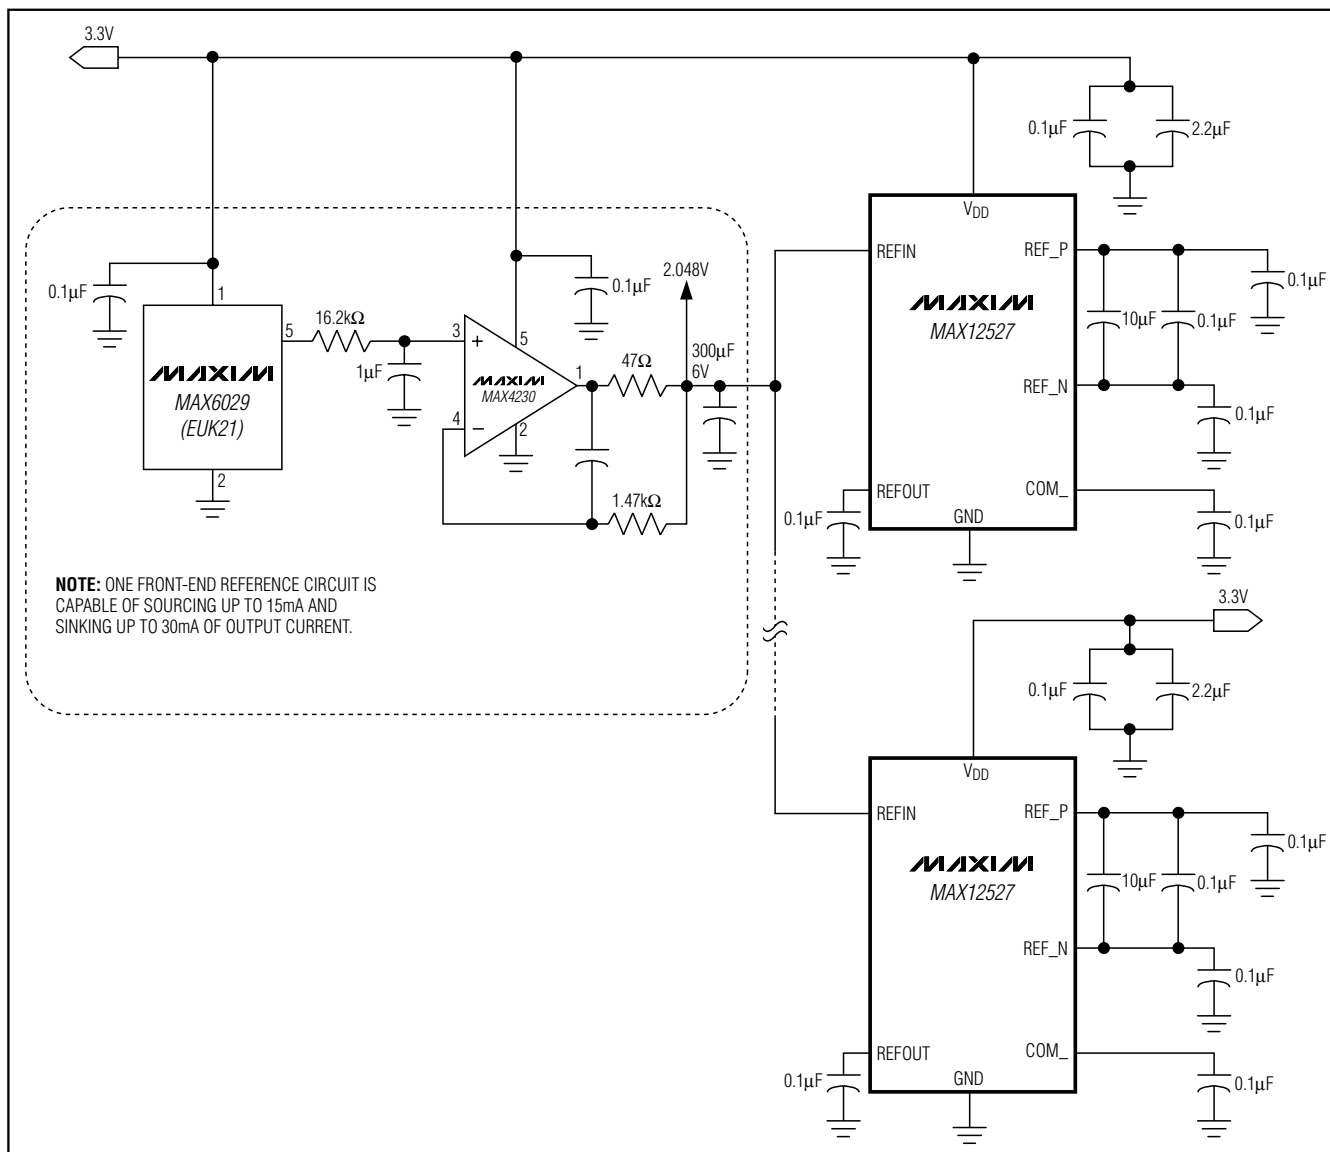 3.3V
0.1µF
2.2µF
VDD
REFIN
REF_P
0.1µF
MAXIM
MAX12527
10µF
0.1µF
REF_N
0.1µF
REFOUT
COM_
0.1µF
GND
0.1µF
0.1µF
1
5
16.2kΩ
MAXIM
MAX6029
(EUK21)
2
1µF
3
+
5
0.1µF
MAXIM
MAX4230
1
4
−
2
47Ω
2.048V
300µF
6V
1.47kΩ
NOTE: ONE FRONT-END REFERENCE CIRCUIT IS
CAPABLE OF SOURCING UP TO 15mA AND
SINKING UP TO 30mA OF OUTPUT CURRENT.
3.3V
0.1µF
2.2µF
VDD
REFIN
REF_P
0.1µF
MAXIM
MAX12527
10µF
0.1µF
REF_N
0.1µF
REFOUT
COM_
0.1µF
GND
0.1µF